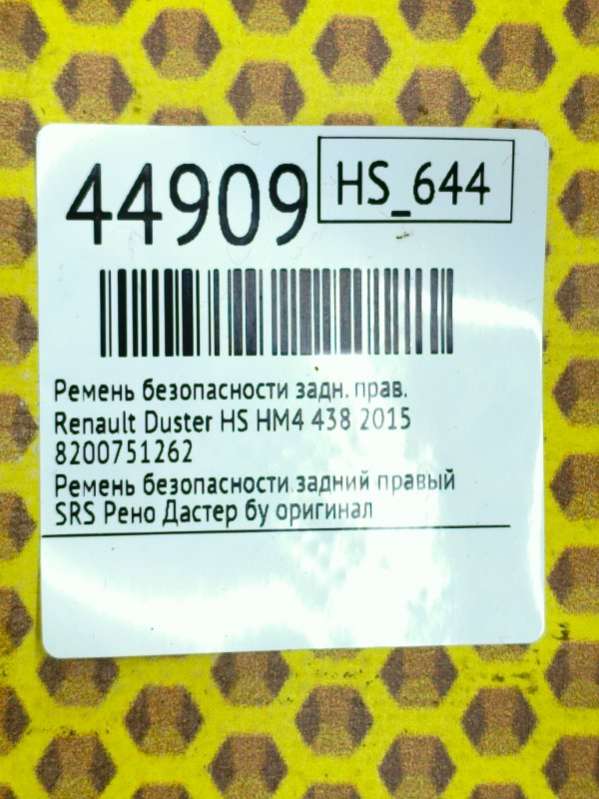 44909
HS_644
Ремень безопасности задн. прав.
Renault Duster HS HM4 438 2015
8200751262
Ремень безопасности задний правый
SRS Рено Дастер бу оригинал